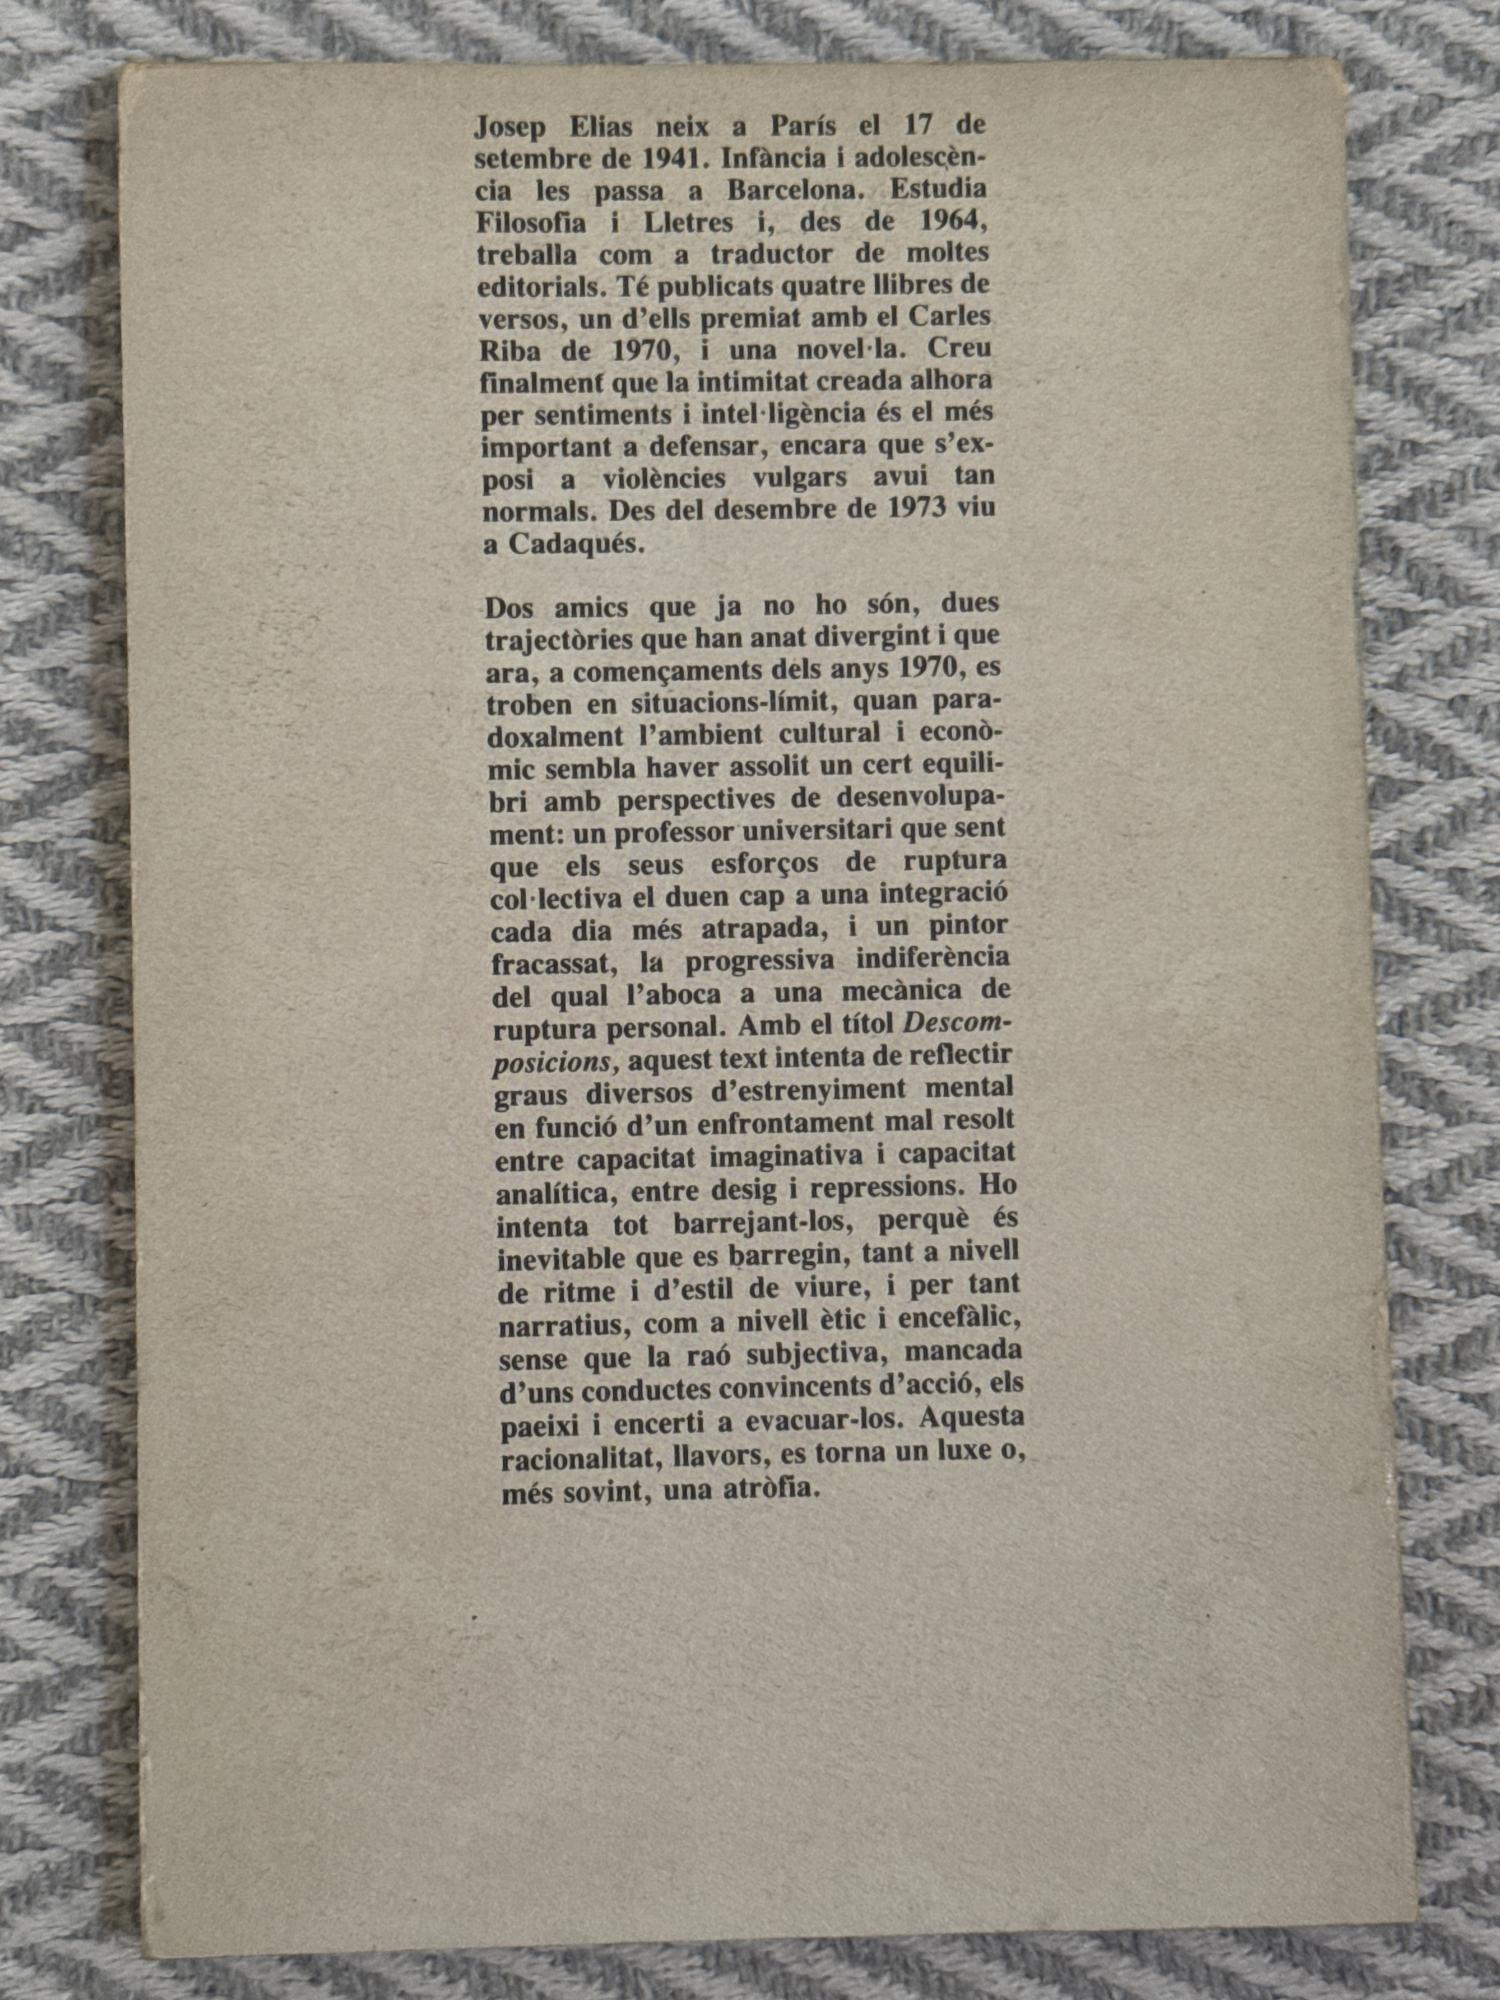 Josep Elias neix a París el 17 de
setembre de 1941. Infància i adolescèn-
cia les passa a Barcelona. Estudia
Filosofia i Lletres i, des de 1964,
treballa com a traductor de moltes
editorials. Té publicats quatre llibres de
versos, un d'ells premiat amb el Carles
Riba de 1970, i una novel·la. Creu
finalment que la intimitat creada alhora
per sentiments i intel·ligència és el més
important a defensar, encara que s'ex-
posi a violències vulgars avui tan
normals. Des del desembre de 1973 viu
a Cadaqués.
Dos amics que ja no ho són, dues
trajectòries que han anat divergint i que
ara, a començaments dels anys 1970, es
troben en situacions-límit, quan para-
doxalment l'ambient cultural i econò-
mic sembla haver assolit un cert equili-
bri amb perspectives de desenvolupa-
ment: un professor universitari que sent
que els seus esforços de ruptura
col·lectiva el duen cap a una integració
cada dia més atrapada, i un pintor
fracassat, la progressiva indiferència
del qual l'aboca a una mecànica de
ruptura personal. Amb el títol Descom-
posicions, aquest text intenta de reflectir
graus diversos d'estrenyiment mental
en funció d'un enfrontament mal resolt
entre capacitat imaginativa i capacitat
analítica, entre desig i repressions. Ho
intenta tot barrejant-los, perquè és
inevitable que es barregin, tant a nivell
de ritme i d'estil de viure, i per tant
narratius, com a nivell ètic i encefàlic,
sense que la raó subjectiva, mancada
d'uns conductes convincents d'acció, els
paeixi i encerti a evacuar-los. Aquesta
racionalitat, llavors, es torna un luxe o,
més sovint, una atròfia.